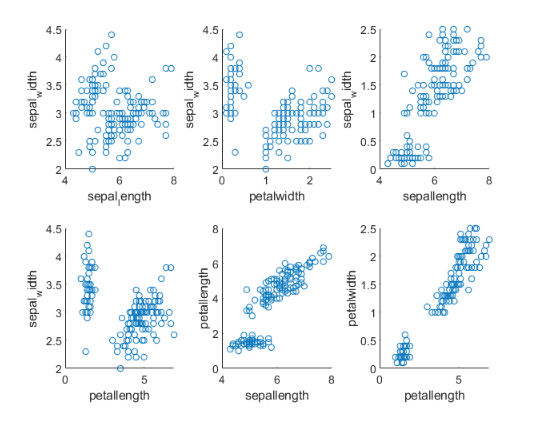 4.5
4
3.5
3
2.5
2
4 6 8
sepal_width
sepal_length
4.5
4
3.5
3
2.5
2
0 1 2
sepal_width
petalwidth
2.5
2
1.5
1
0.5
0
4 6 8
sepal_width
sepallength
4.5
4
3.5
3
2.5
2
0 5
sepal_width
petallength
8
6
4
2
0
4 6 8
petallength
sepallength
2.5
2
1.5
1
0.5
0
0 5
petalwidth
petallength